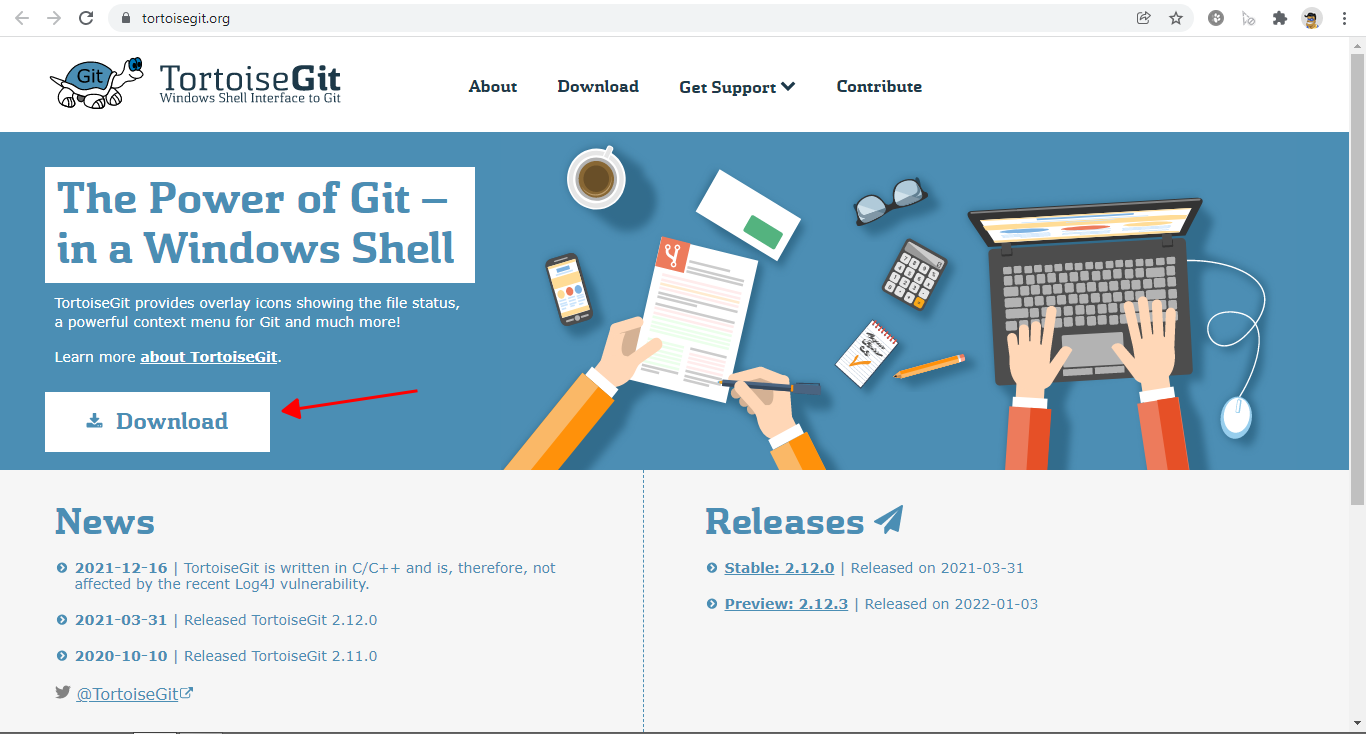 tortoisegit.org
Git
TortoiseGit
Windows Shell Interface to Git
About
Download
Get Support
Contribute
The Power of Git –
in a Windows Shell
TortoiseGit provides overlay icons showing the file status,
a powerful context menu for Git and much more!
Learn more about TortoiseGit.
Download
News
2021-12-16 | TortoiseGit is written in C/C++ and is, therefore, not
affected by the recent Log4J vulnerability.
2021-03-31 | Released TortoiseGit 2.12.0
2020-10-10 | Released TortoiseGit 2.11.0
@TortoiseGit
Releases
Stable: 2.12.0 | Released on 2021-03-31
Preview: 2.12.3 | Released on 2022-01-03